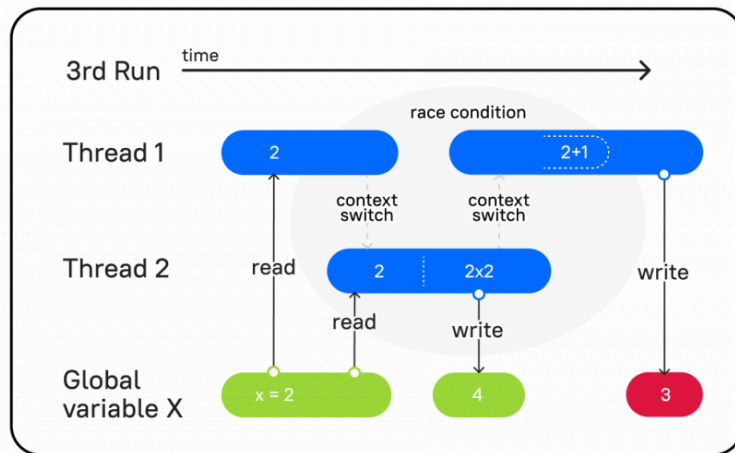 time
3rd Run
race condition
Thread 1
2
2+1
context
switch
context
switch
Thread 2
2
2x2
read
read
write
write
Global
variable X
x = 2
4
3